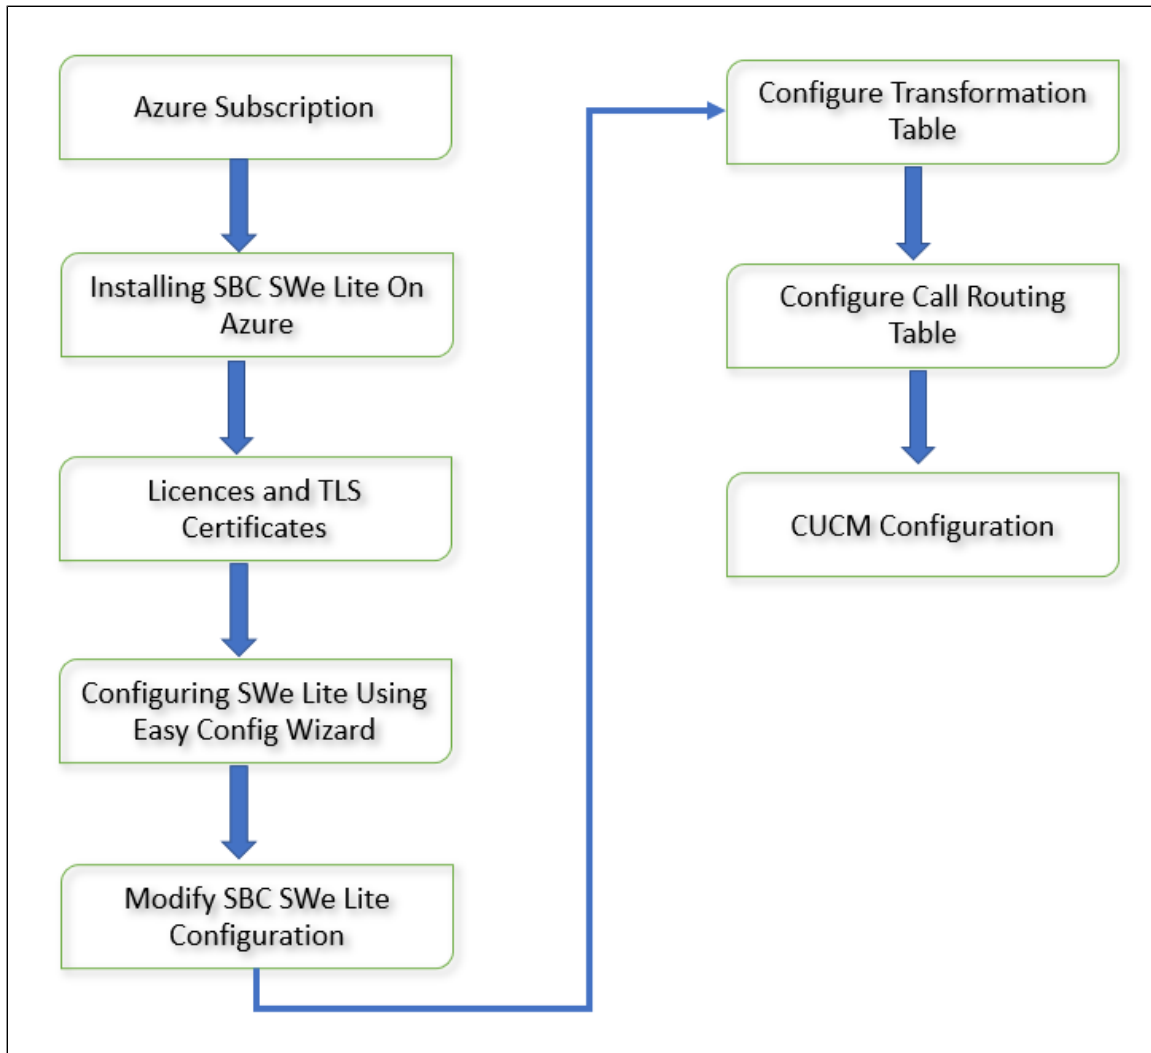 Azure Subscription
Installing SBC SWe Lite On
Azure
Licences and TLS
Certificates
Configuring SWe Lite Using
Easy Config Wizard
Modify SBC SWe Lite
Configuration
Configure Transformation
Table
Configure Call Routing
Table
CUCM Configuration